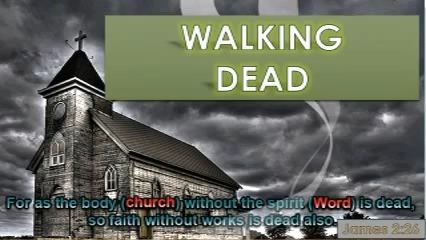 WALKING
DEAD
For as the body (church) without the spirit (Word) is dead,
so faith without works is dead also.
James 2:26